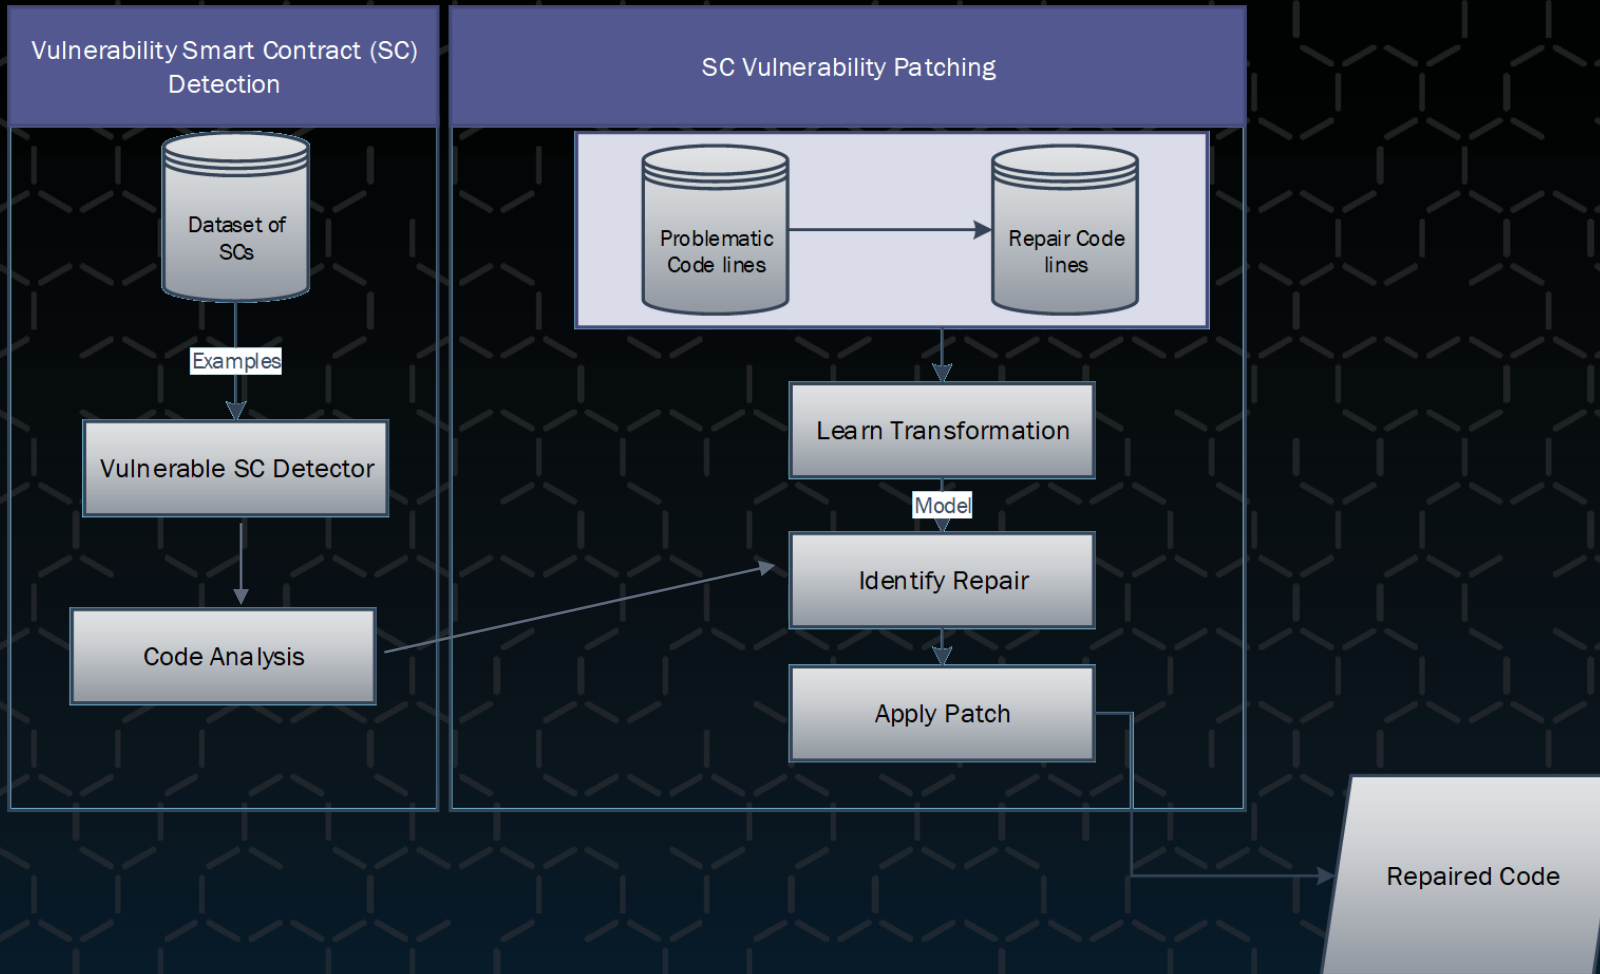 Vulnerability Smart Contract (SC)
Detection
SC Vulnerability Patching
Dataset of
SCs
Examples
Vulnerable SC Detector
Code Analysis
Problematic
Code lines
Repair Code
lines
Learn Transformation
Model
Identify Repair
Apply Patch
Repaired Code